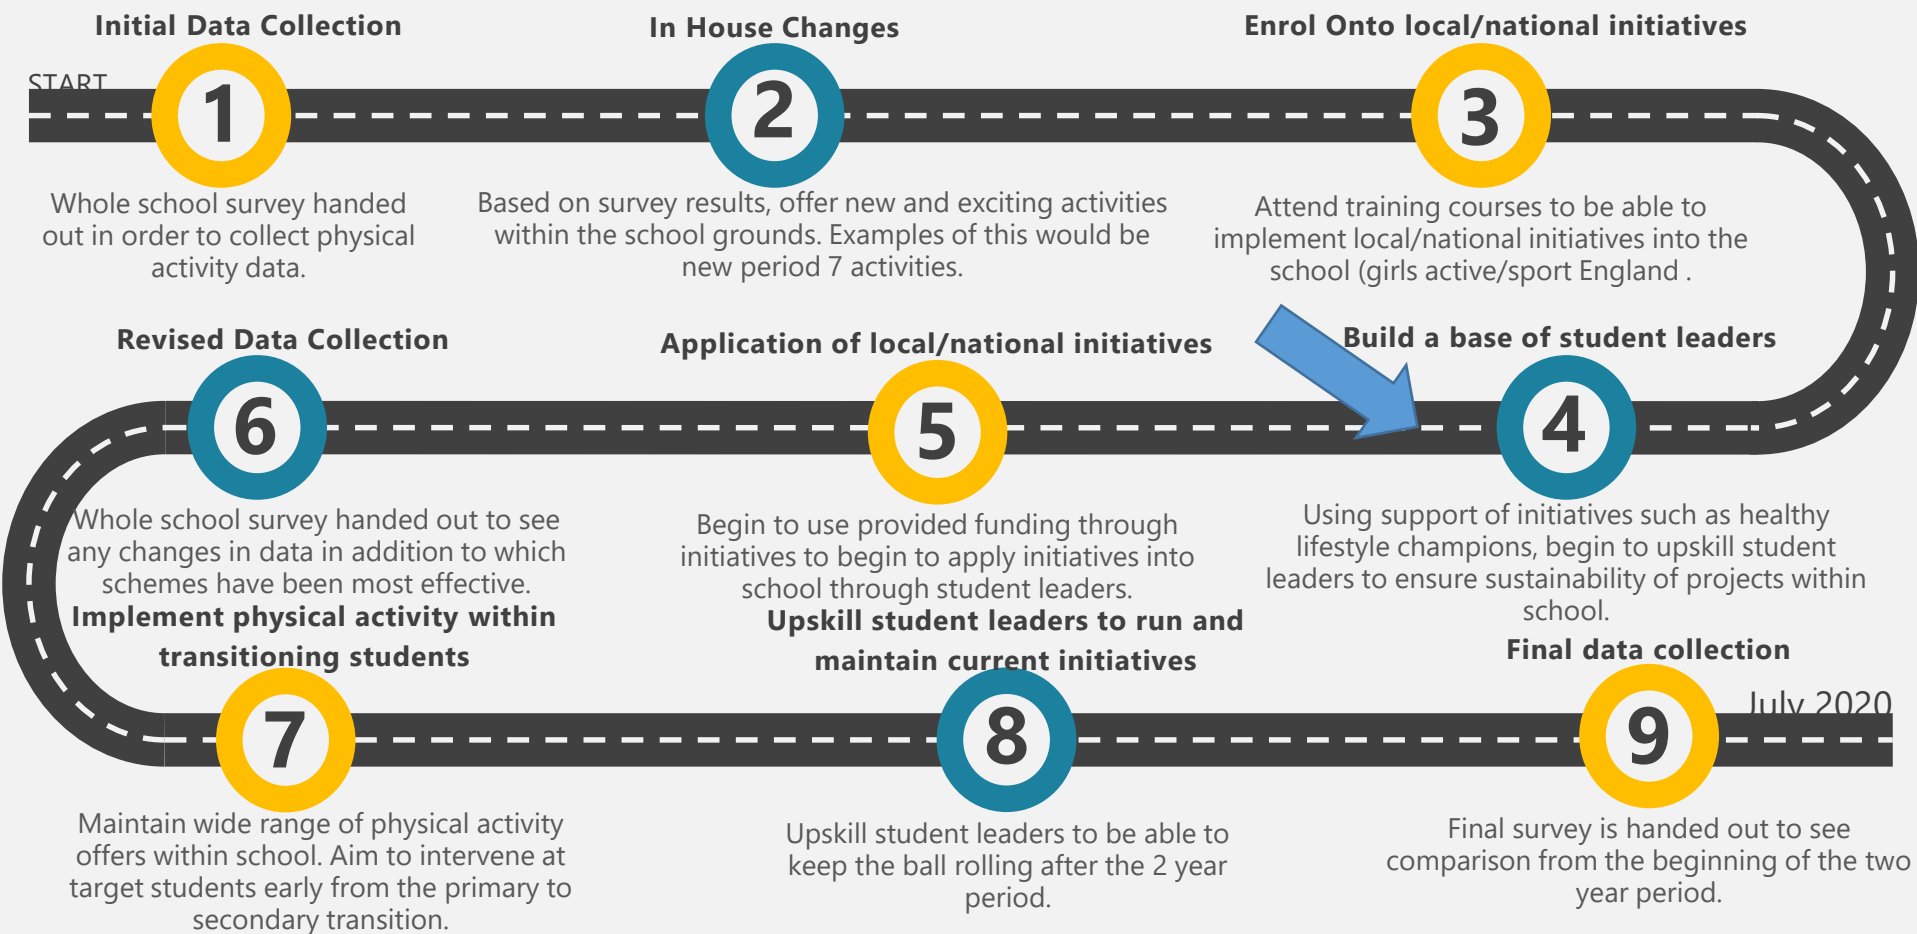 Initial Data Collection
START
1
Whole school survey handed
out in order to collect physical
activity data.
In House Changes
2
Based on survey results, offer new and exciting activities
within the school grounds. Examples of this would be
new period 7 activities.
Enrol Onto local/national initiatives
3
Attend training courses to be able to
implement local/national initiatives into the
school (girls active/sport England .
Build a base of student leaders
4
Using support of initiatives such as healthy
lifestyle champions, begin to upskill student
leaders to ensure sustainability of projects within
school.
Application of local/national initiatives
5
Begin to use provided funding through
initiatives to begin to apply initiatives into
school through student leaders.
Revised Data Collection
6
Whole school survey handed out to see
any changes in data in addition to which
schemes have been most effective.
Implement physical activity within
transitioning students
7
Maintain wide range of physical activity
offers within school. Aim to intervene at
target students early from the primary to
secondary transition.
Upskill student leaders to run and
maintain current initiatives
8
Upskill student leaders to be able to
keep the ball rolling after the 2 year
period.
Final data collection
July 2020
9
Final survey is handed out to see
comparison from the beginning of the two
year period.